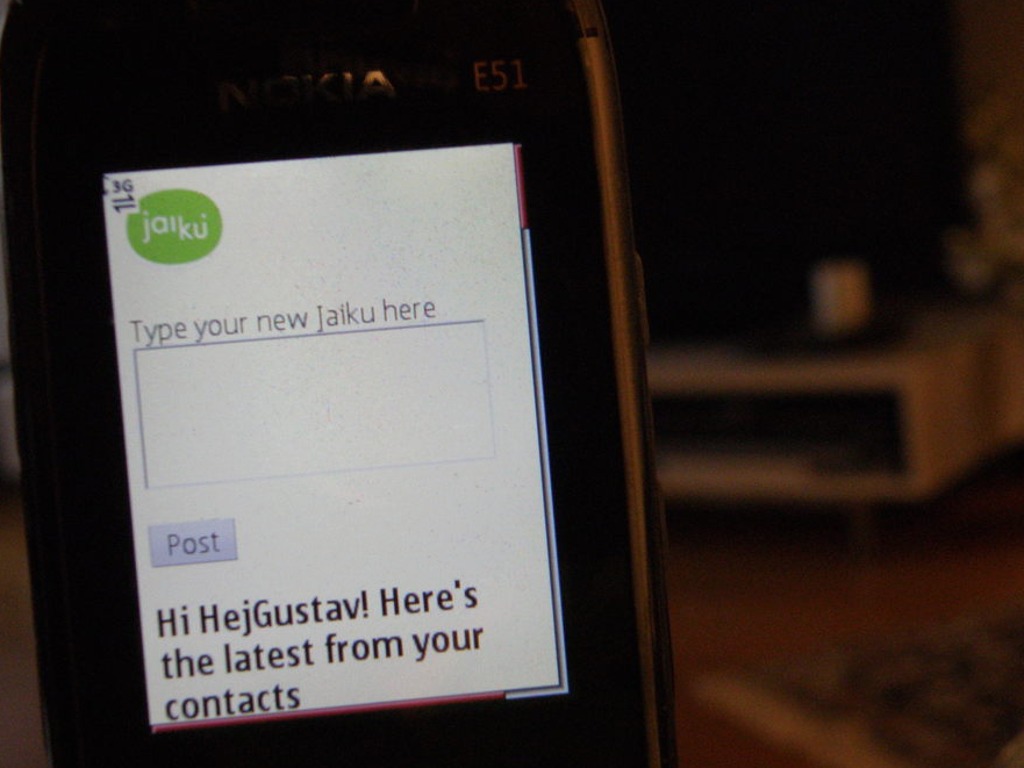 NOKIA E51
3G
jaiku
Type your new Jaiku here
Post
Hi HejGustav! Here's
the latest from your
contacts